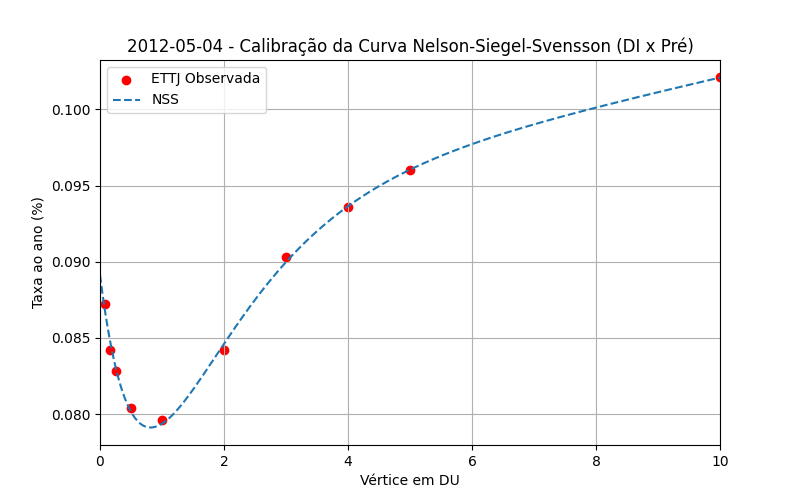 2012-05-04 - Calibração da Curva Nelson-Siegel-Svensson (DI x Pré)
ETTJ Observada
NSS
Taxa ao ano (%)
0.100
0.095
0.090
0.085
0.080
0 2 4 6 8 10
Vértice em DU